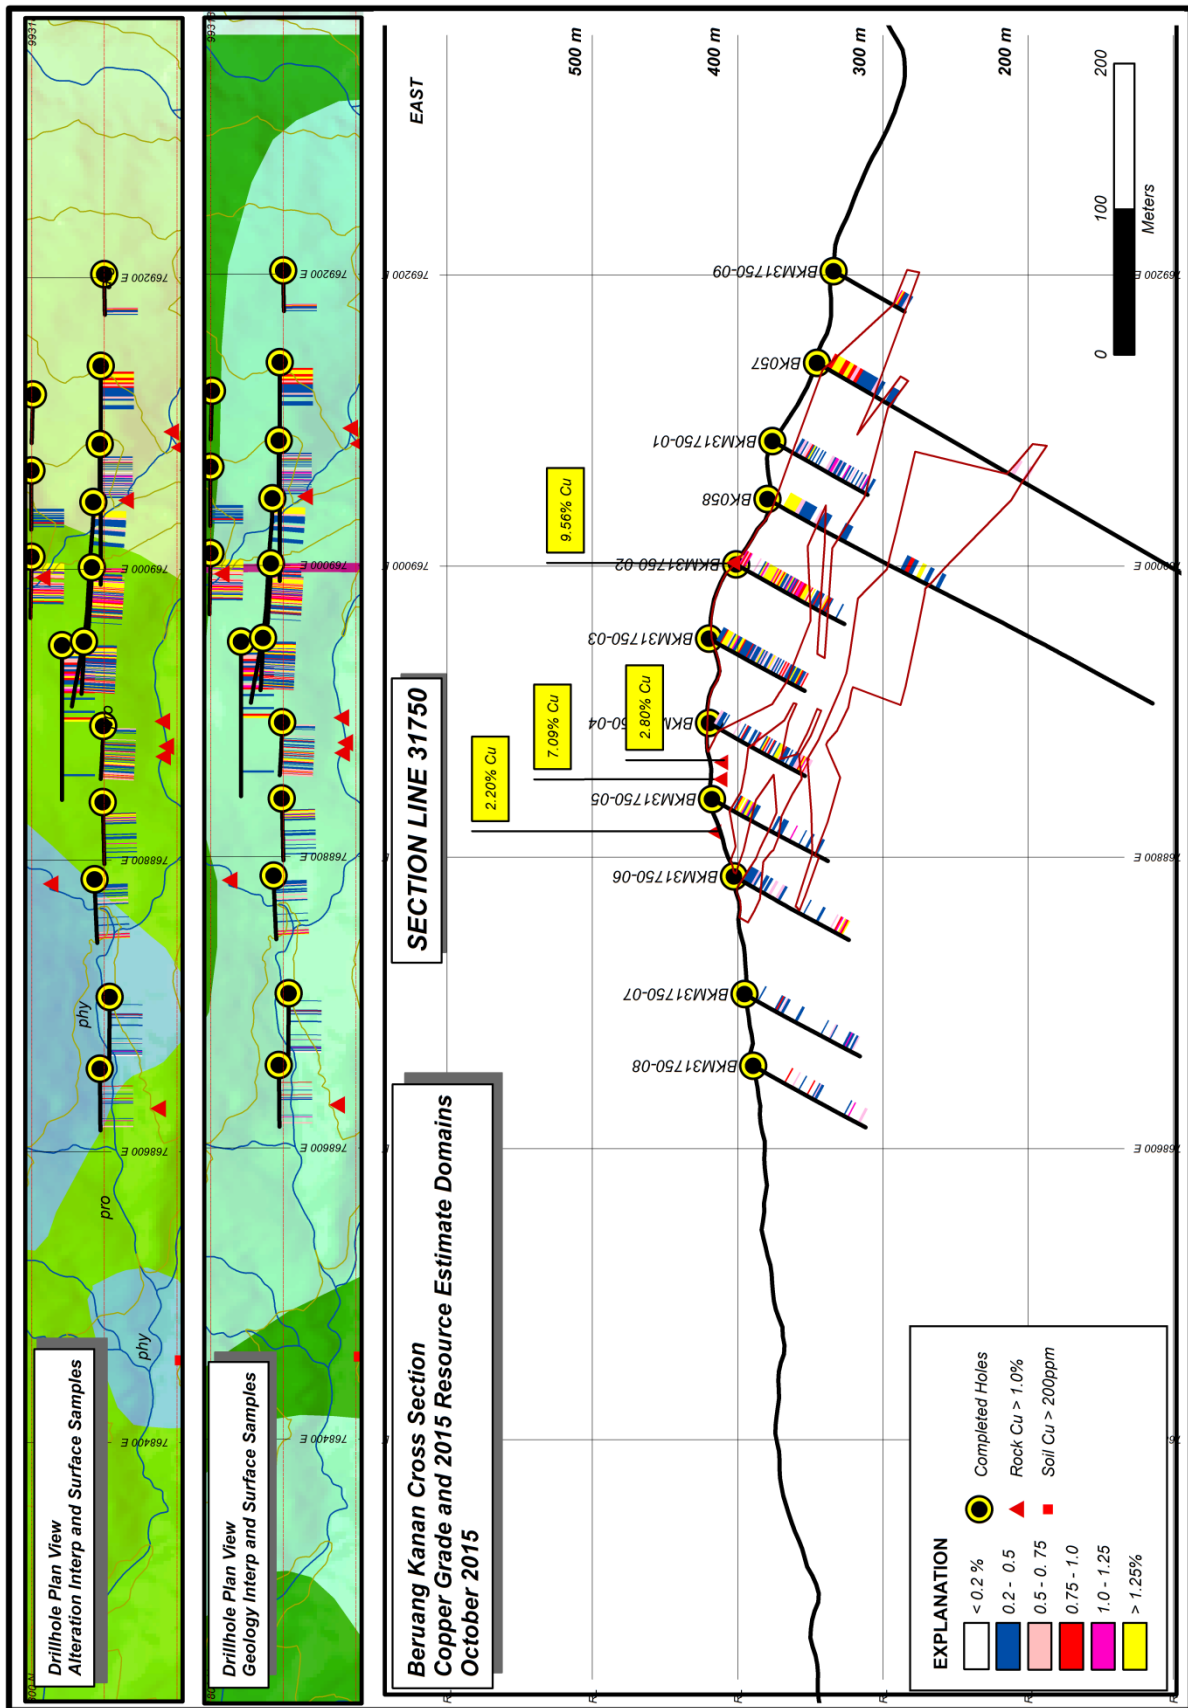 Drillhole Plan View
Alteration Interp and Surface Samples
phy
pro
phy
768400 E
768600 E
768800 E
769000 E
769200 E
Drillhole Plan View
Geology Interp and Surface Samples
768400 E
768600 E
768800 E
769000 E
769200 E
Beruang Kanan Cross Section
Copper Grade and 2015 Resource Estimate Domains
October 2015
SECTION LINE 31750
EAST
500 m
400 m
300 m
200 m
2.20% Cu
7.09% Cu
2.80% Cu
9.56% Cu
BKM31750-08
BKM31750-07
BKM31750-06
BKM31750-05
BKM31750-03
BKM31750-02
BK058
BKM31750-01
BK057
BKM31750-09
768600 E
768800 E
769000 E
769200 E
0
100
200
Meters
EXPLANATION
< 0.2 %
0.2 - 0.5
0.5 - 0.75
0.75 - 1.0
1.0 - 1.25
> 1.25%
Completed Holes
Rock Cu > 1.0%
Soil Cu > 200ppm